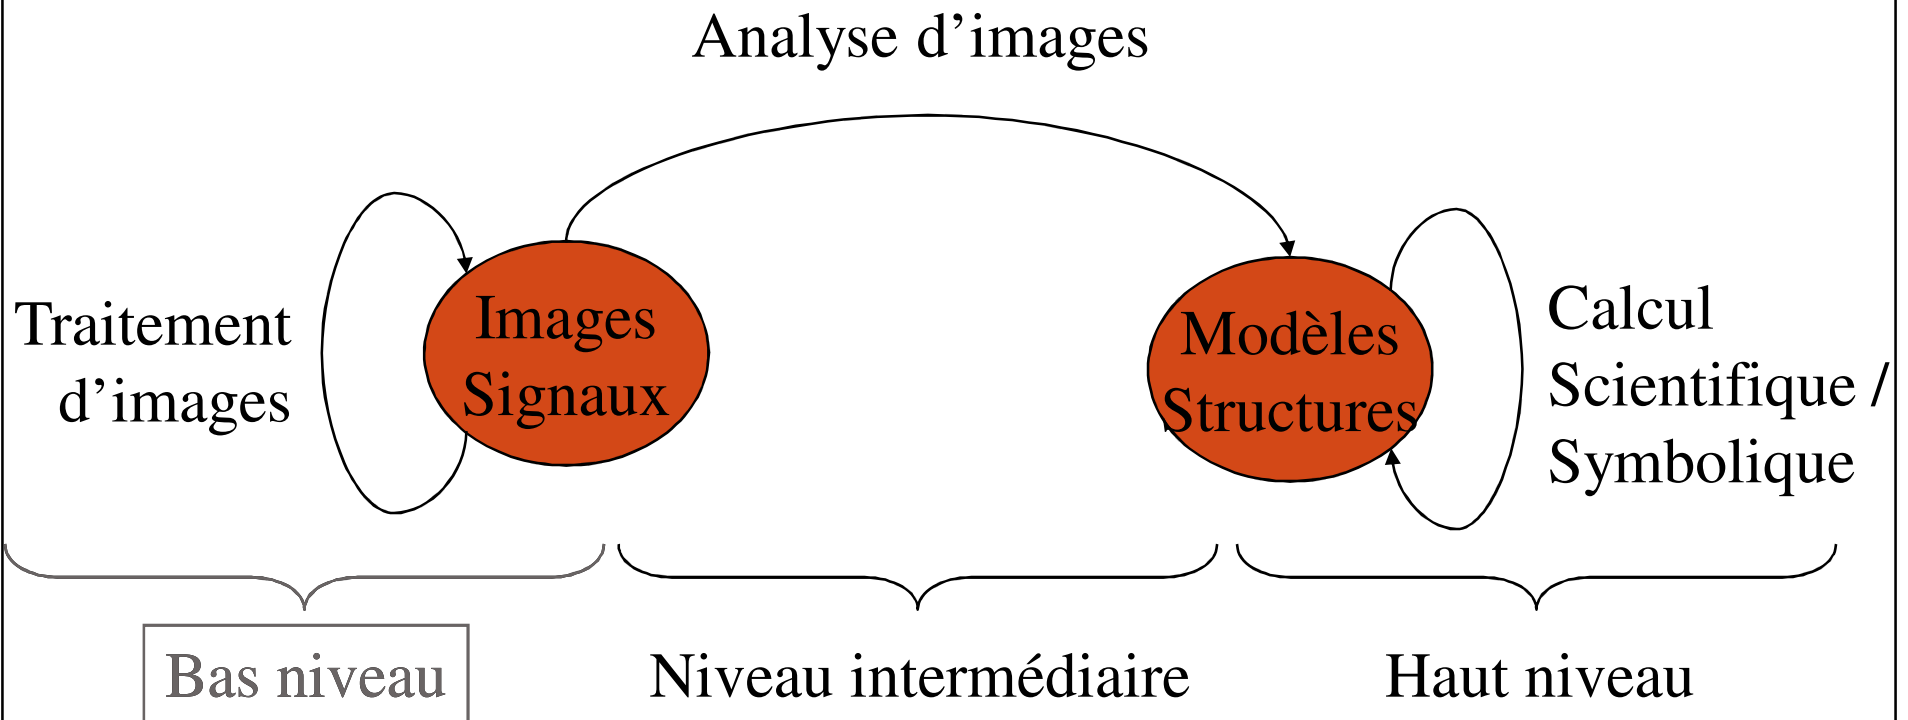 Analyse d’images
Traitement
d’images
Images
Signaux
Modèles
Structures
Calcul
Scientifique /
Symbolique
Bas niveau
Niveau intermédiaire
Haut niveau